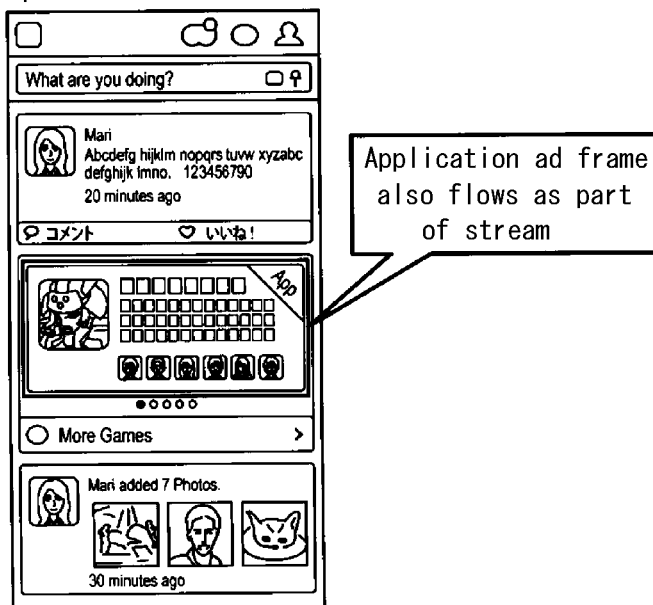 What are you doing?
Mari
Abcdefg hijklm nopqrs tuvw xyzabc
defghijk lmno. 123456790
20 minutes ago
コメント いいね!
App
More Games
Mari added 7 Photos.
30 minutes ago
Application ad frame
also flows as part
of stream